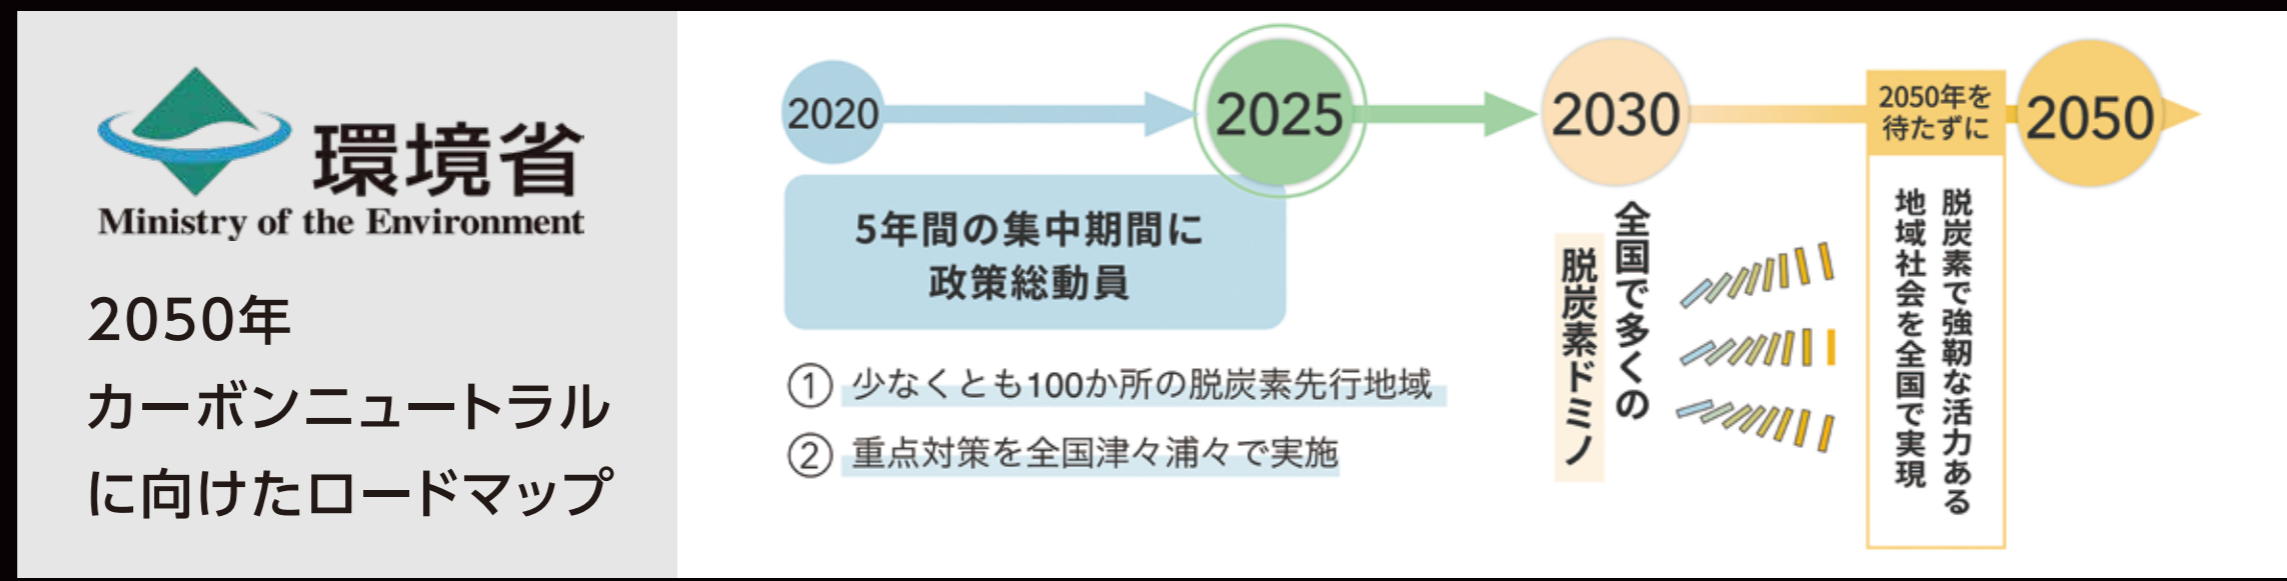 環境省
Ministry of the Environment
2050年
カーボンニュートラル
に向けたロードマップ
2020
2025
2030
2050年を
待たずに
2050
5年間の集中期間に
政策総動員
① 少なくとも100か所の脱炭素先行地域
② 重点対策を全国津々浦々で実施
全国で多くの
脱炭素ドミノ
脱炭素で強靭な活力ある
地域社会を全国で実現